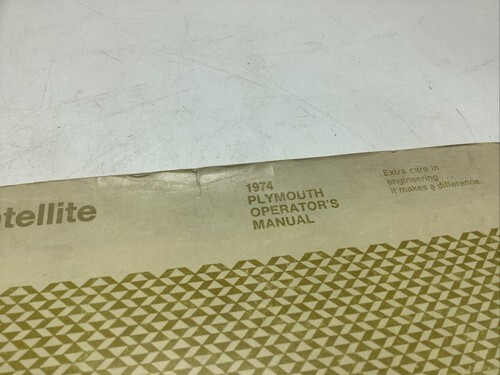 tellite
1974
PLYMOUTH
OPERATOR'S
MANUAL
Extra care in
engineering . . .
it makes a difference.